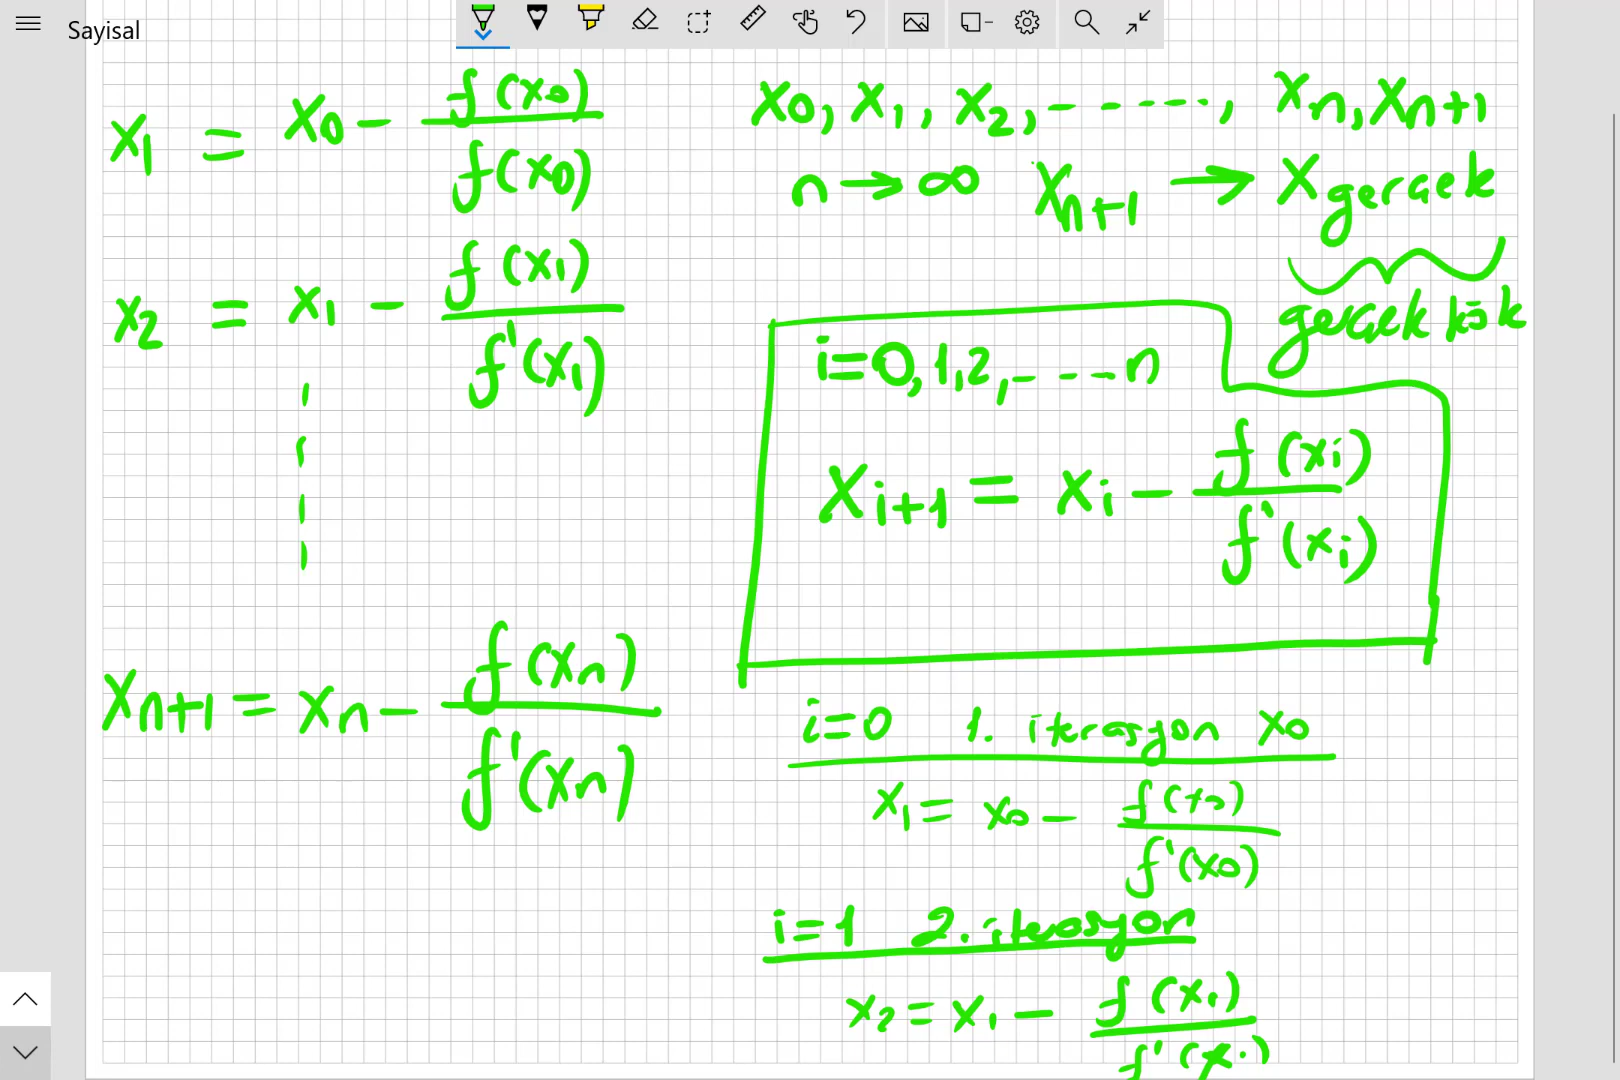 Sayisal
x₁ = x₀ - f(x₀) / f(x₀)
x₂ = x₁ - f(x₁) / f'(x₁)
xₙ₊₁ = xₙ - f(xₙ) / f'(xₙ)
x₀, x₁, x₂, ------, xₙ, xₙ₊₁
n → ∞ xₙ₊₁ → x gerçek
gerçek kök
i=0,1,2,----n
xᵢ₊₁ = xᵢ - f(xᵢ) / f'(xᵢ)
i=0 1. iterasyon x₀
x₁ = x₀ - f(x₀) / f'(x₀)
i=1 2. iterasyon
x₂ = x₁ - f(x₁) / f'(x₁)